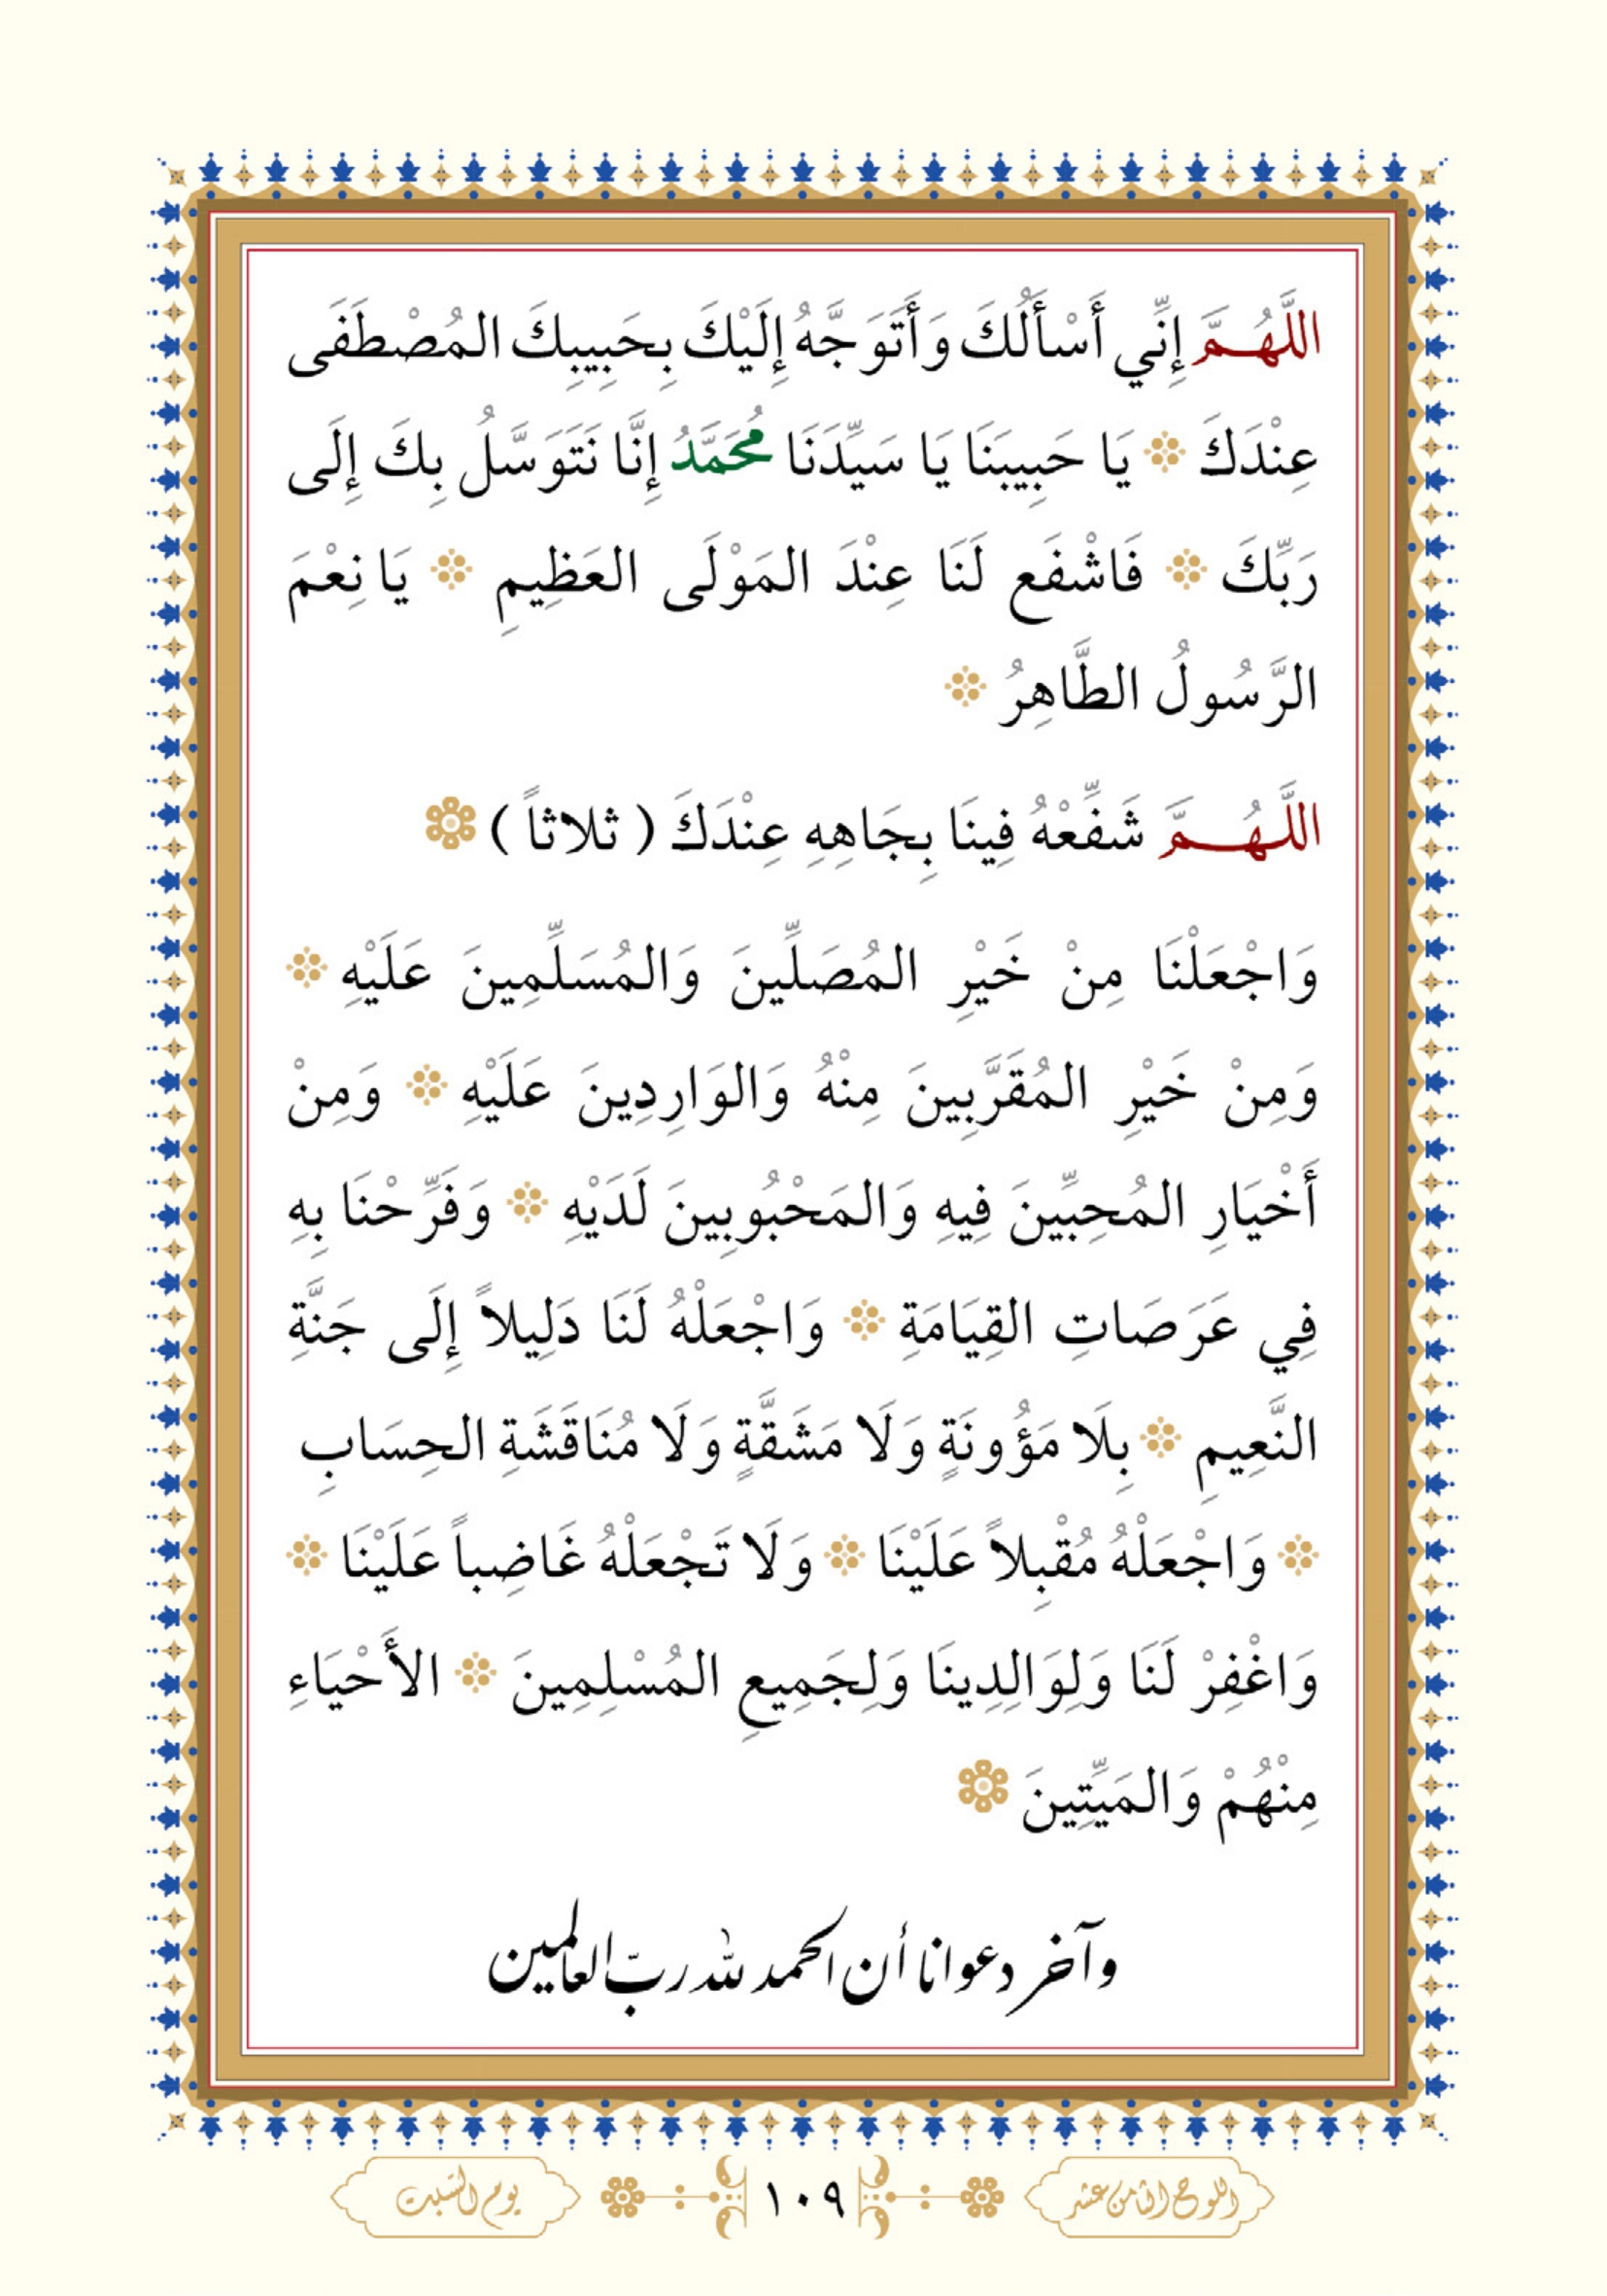 اللَّهُمَّ إِنِّي أَسْأَلُكَ وَأَتَوَجَّهُ إِلَيْكَ بِحَبِيبِكَ المُصْطَفَى
عِنْدَكَ ❁ يَا حَبِيبَنَا يَا سَيِّدَنَا مُحَمَّدُ إِنَّا نَتَوَسَّلُ بِكَ إِلَى
رَبِّكَ ❁ فَاشْفَع لَنَا عِنْدَ المَوْلَى العَظِيمِ ❁ يَا نِعْمَ
الرَّسُولُ الطَّاهِرُ ❁
اللَّهُمَّ شَفِّعْهُ فِينَا بِجَاهِهِ عِنْدَكَ ( ثلاثاً ) ❁
وَاجْعَلْنَا مِنْ خَيْرِ المُصَلِّينَ وَالمُسَلِّمِينَ عَلَيْهِ ❁
وَمِنْ خَيْرِ المُقَرَّبِينَ مِنْهُ وَالوَارِدِينَ عَلَيْهِ ❁ وَمِنْ
أَخْيَارِ المُحِبِّينَ فِيهِ وَالمَحْبُوبِينَ لَدَيْهِ ❁ وَفَرِّحْنَا بِهِ
فِي عَرَصَاتِ القِيَامَةِ ❁ وَاجْعَلْهُ لَنَا دَلِيلاً إِلَى جَنَّةِ
النَّعِيمِ ❁ بِلَا مَؤُونَةٍ وَلَا مَشَقَّةٍ وَلَا مُنَاقَشَةِ الحِسَابِ
❁ وَاجْعَلْهُ مُقْبِلاً عَلَيْنَا ❁ وَلَا تَجْعَلْهُ غَاضِباً عَلَيْنَا ❁
وَاغْفِرْ لَنَا وَلِوَالِدِينَا وَلِجَمِيعِ المُسْلِمِينَ ❁ الأَحْيَاءِ
مِنْهُمْ وَالمَيِّتِينَ ❁
وآخر دعوانا أن الحمد لله ربّ العالمين
اللوح الثامن عشر ١٠٩ يوم السّبت